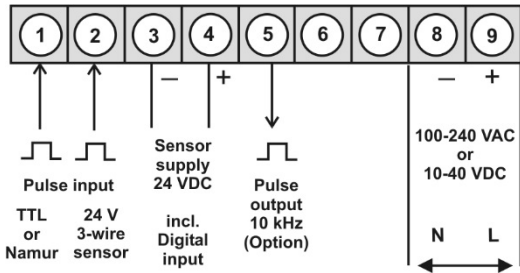 1 2 3 4 5 6 7 8 9
− + − +
Pulse input
TTL
or
Namur
24 V
3-wire
sensor
Sensor
supply
24 VDC
incl.
Digital
input
Pulse
output
10 kHz
(Option)
100-240 VAC
or
10-40 VDC
N L